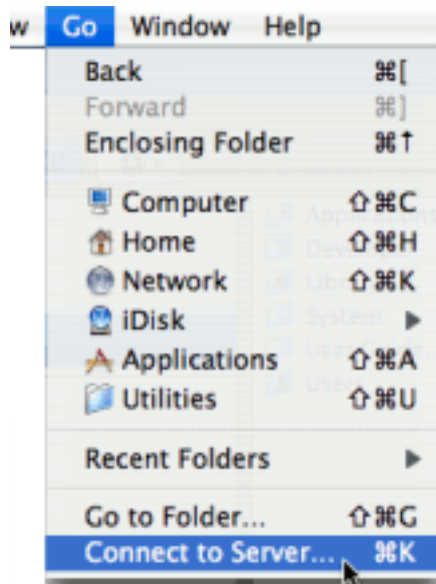 Go Window Help
Back ⌘[
Forward ⌘]
Enclosing Folder ⌘↑
Computer ⇧⌘C
Home ⇧⌘H
Network ⇧⌘K
iDisk
Applications ⇧⌘A
Utilities ⇧⌘U
Recent Folders
Go to Folder... ⇧⌘G
Connect to Server... ⌘K